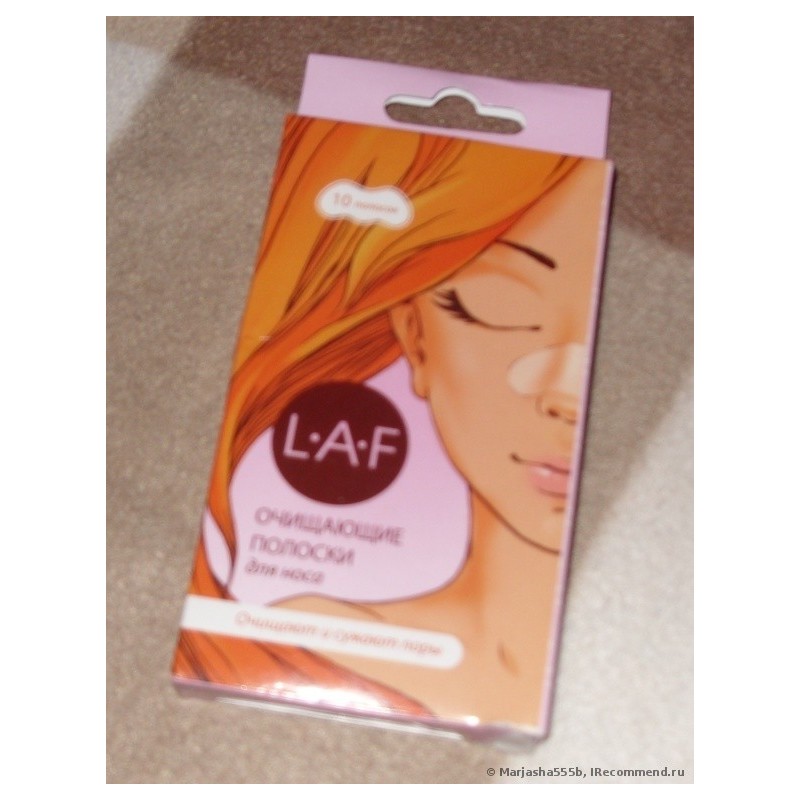 10 полосок
L·A·F
ОЧИЩАЮЩИЕ
ПОЛОСКИ
для носа
Очищают и сужают поры
© Marjasha555b, IRecommend.ru